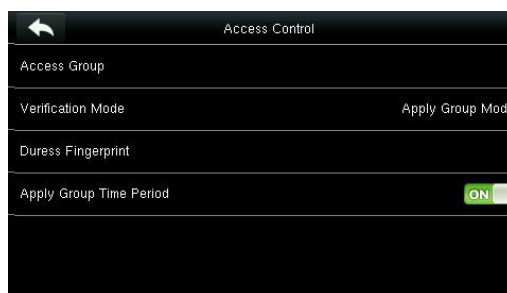 Access Control
Access Group
Verification Mode Apply Group Mod
Duress Fingerprint
Apply Group Time Period ON